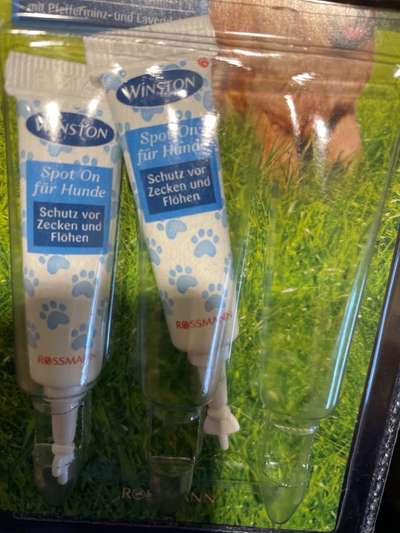 mit Pfefferminz- und Lavendel
WINSTON
Spot On
für Hunde
Schutz vor
Zecken und
Flöhen
ROSSMANN
WINSTON
Spot On
für Hunde
Schutz vor
Zecken und
Flöhen
ROSSMANN
ROSSMANN